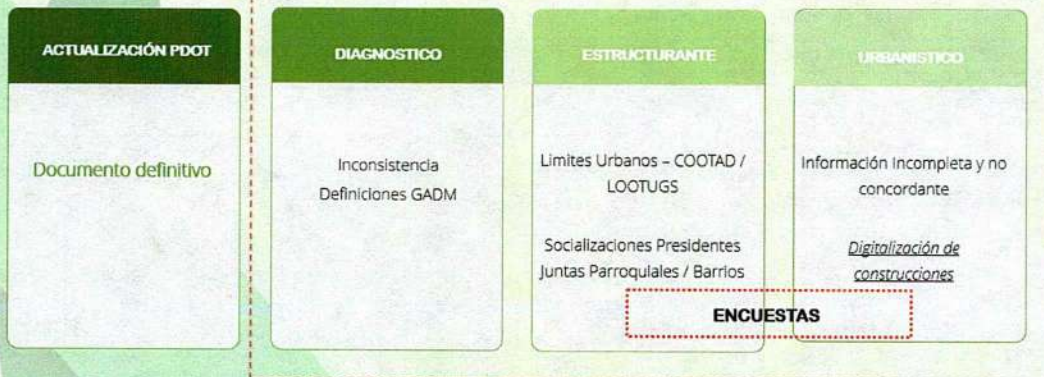 ACTUALIZACIÓN PDOT
Documento definitivo
DIAGNOSTICO
Inconsistencia
Definiciones GADM
ESTRUCTURANTE
Limites Urbanos – COOTAD /
LOOTUGS
Socializaciones Presidentes
Juntas Parroquiales / Barrios
URBANISTICO
Información Incompleta y no
concordante
Digitalización de
construcciones
ENCUESTAS